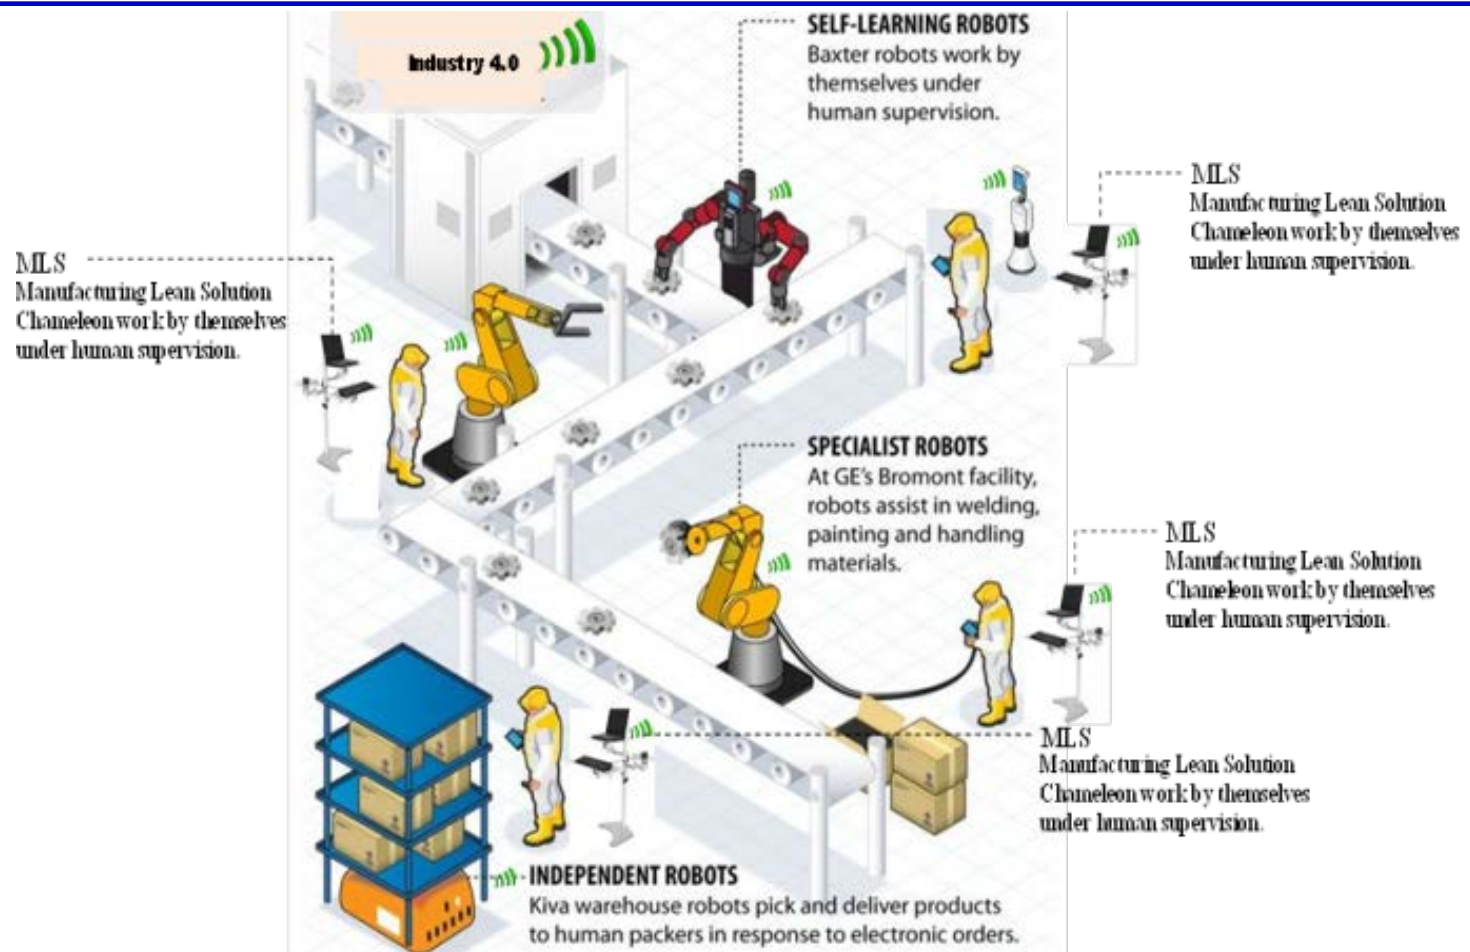 Industry 4.0
SELF-LEARNING ROBOTS
Baxter robots work by
themselves under
human supervision.
MLS
Manufacturing Lean Solution
Chameleon work by themselves
under human supervision.
MLS
Manufacturing Lean Solution
Chameleon work by themselves
under human supervision.
SPECIALIST ROBOTS
At GE's Bromont facility,
robots assist in welding,
painting and handling
materials.
MLS
Manufacturing Lean Solution
Chameleon work by themselves
under human supervision.
MLS
Manufacturing Lean Solution
Chameleon work by themselves
under human supervision.
INDEPENDENT ROBOTS
Kiva warehouse robots pick and deliver products
to human packers in response to electronic orders.